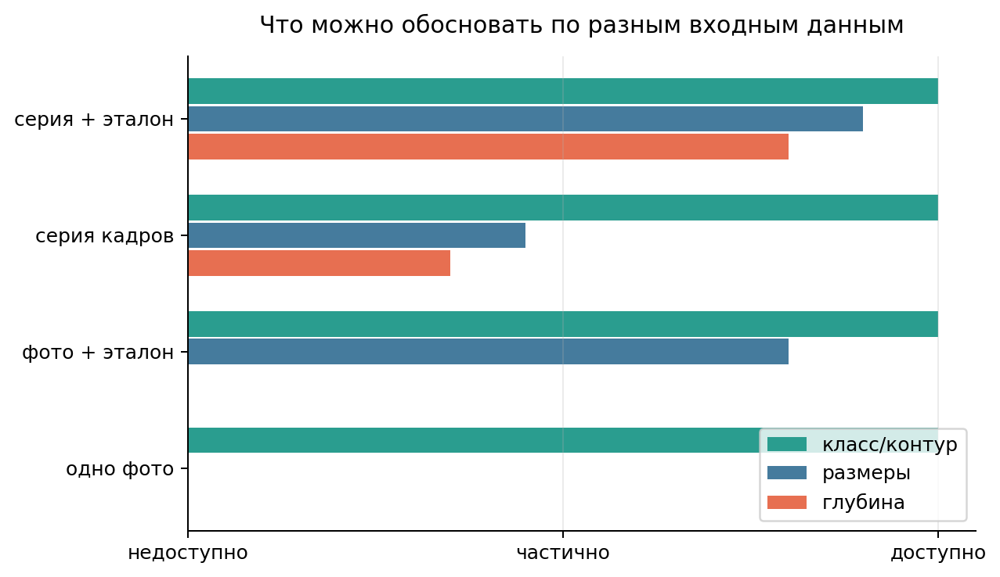 Что можно обосновать по разным входным данным
серия + эталон
серия кадров
фото + эталон
одно фото
класс/контур
размеры
глубина
недоступно
частично
доступно